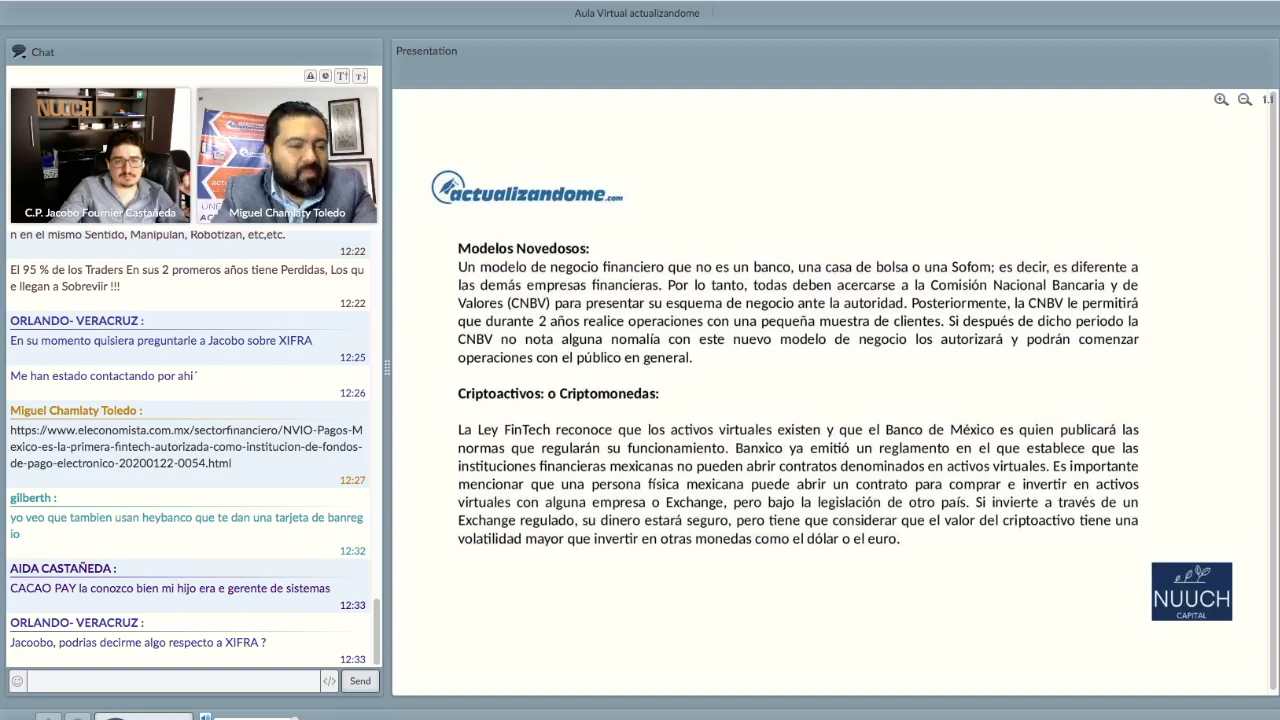 Aula Virtual actualizandome
Chat
NUUCH
C.P. Jacobo Fournier Castañeda
Miguel Chamlaty Toledo
n en el mismo Sentido, Manipulan, Robotizan, etc,etc.
12:22
El 95 % de los Traders En sus 2 promeros años tiene Perdidas, Los qu
e llegan a Sobreviir !!!
12:22
ORLANDO- VERACRUZ :
En su momento quisiera preguntarle a Jacobo sobre XIFRA
12:25
Me han estado contactando por ahi´
12:26
Miguel Chamlaty Toledo :
https://www.eleconomista.com.mx/sectorfinanciero/NVIO-Pagos-M
exico-es-la-primera-fintech-autorizada-como-institucion-de-fondos-
de-pago-electronico-20200122-0054.html
12:27
gilberth :
yo veo que tambien usan heybanco que te dan una tarjeta de banreg
io
12:32
AIDA CASTAÑEDA :
CACAO PAY la conozco bien mi hijo era e gerente de sistemas
12:33
ORLANDO- VERACRUZ :
Jacoobo, podrias decirme algo respecto a XIFRA ?
12:33
Send
Presentation
actualizandome.com
Modelos Novedosos:
Un modelo de negocio financiero que no es un banco, una casa de bolsa o una Sofom; es decir, es diferente a
las demás empresas financieras. Por lo tanto, todas deben acercarse a la Comisión Nacional Bancaria y de
Valores (CNBV) para presentar su esquema de negocio ante la autoridad. Posteriormente, la CNBV le permitirá
que durante 2 años realice operaciones con una pequeña muestra de clientes. Si después de dicho periodo la
CNBV no nota alguna nomalía con este nuevo modelo de negocio los autorizará y podrán comenzar
operaciones con el público en general.
Criptoactivos: o Criptomonedas:
La Ley FinTech reconoce que los activos virtuales existen y que el Banco de México es quien publicará las
normas que regularán su funcionamiento. Banxico ya emitió un reglamento en el que establece que las
instituciones financieras mexicanas no pueden abrir contratos denominados en activos virtuales. Es importante
mencionar que una persona física mexicana puede abrir un contrato para comprar e invertir en activos
virtuales con alguna empresa o Exchange, pero bajo la legislación de otro país. Si invierte a través de un
Exchange regulado, su dinero estará seguro, pero tiene que considerar que el valor del criptoactivo tiene una
volatilidad mayor que invertir en otras monedas como el dólar o el euro.
NUUCH
CAPITAL